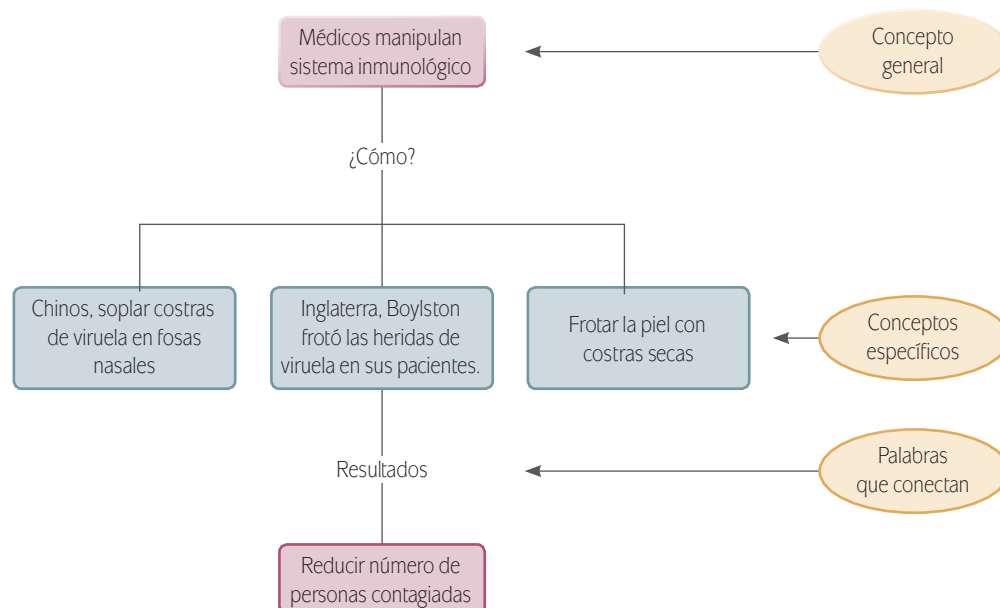 Médicos manipulan
sistema inmunológico
Concepto
general
¿Cómo?
Chinos, soplar costras
de viruela en fosas
nasales
Inglaterra, Boylston
frotó las heridas de
viruela en sus pacientes.
Frotar la piel con
costras secas
Conceptos
específicos
Resultados
Palabras
que conectan
Reducir número de
personas contagiadas